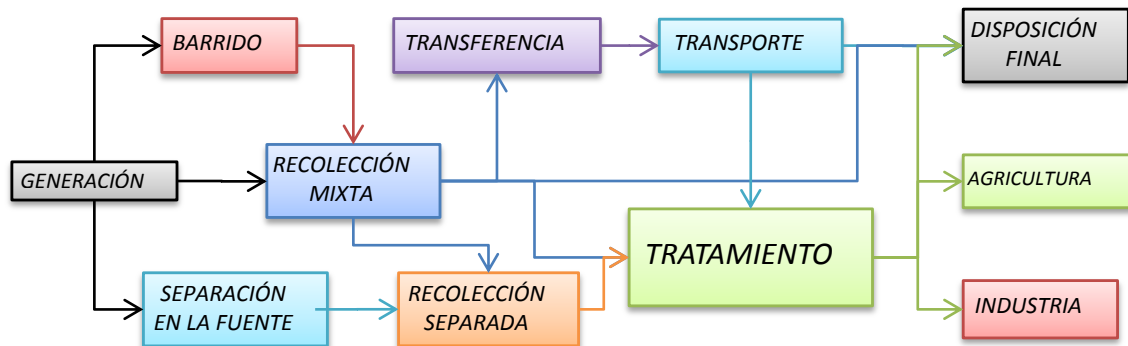 BARRIDO
TRANSFERENCIA
TRANSPORTE
DISPOSICIÓN
FINAL
GENERACIÓN
RECOLECCIÓN
MIXTA
AGRICULTURA
TRATAMIENTO
SEPARACIÓN
EN LA FUENTE
RECOLECCIÓN
SEPARADA
INDUSTRIA